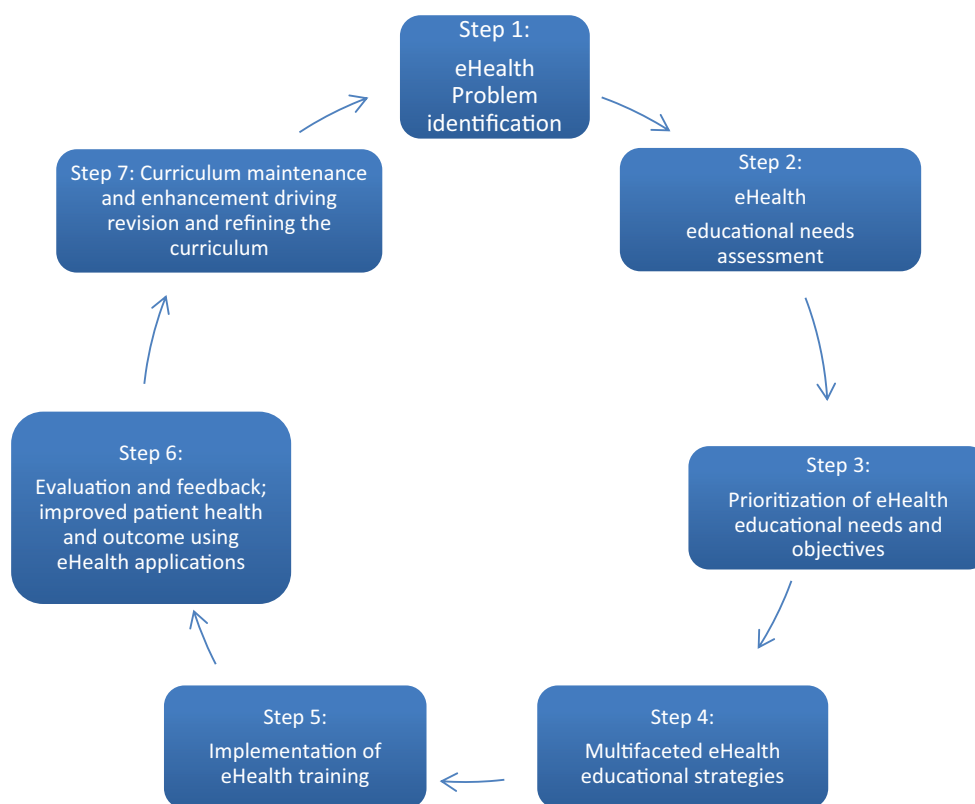 Step 1:
eHealth
Problem
identification
Step 2:
eHealth
educational needs
assessment
Step 3:
Prioritization of eHealth
educational needs and
objectives
Step 4:
Multifaceted eHealth
educational strategies
Step 5:
Implementation of
eHealth training
Step 6:
Evaluation and feedback;
improved patient health
and outcome using
eHealth applications
Step 7: Curriculum maintenance
and enhancement driving
revision and refining the
curriculum